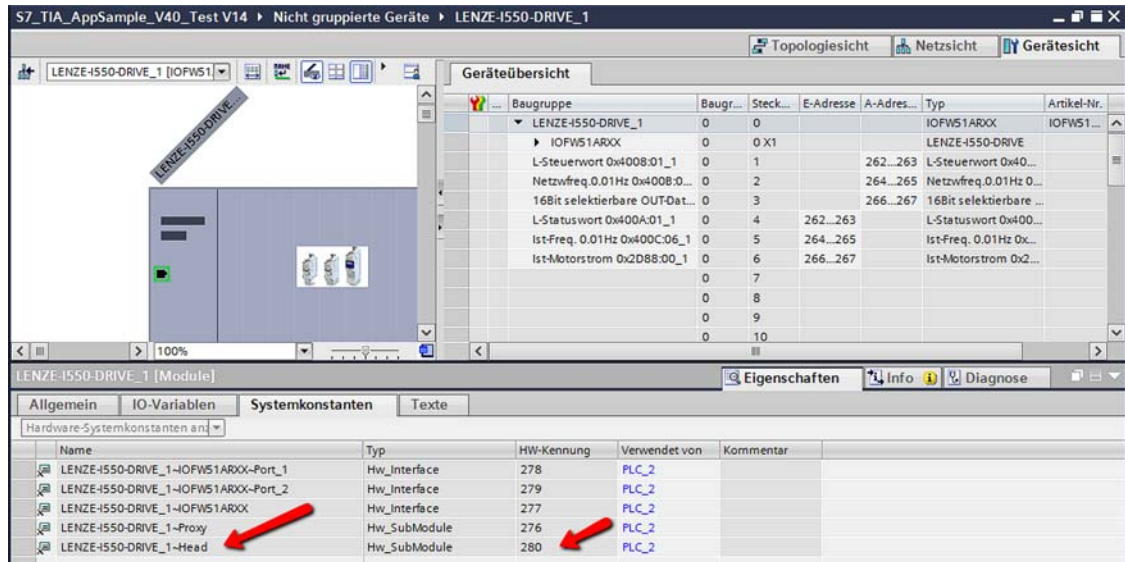 S7_TIA_AppSample_V40_Test V14 ▸ Nicht gruppierte Geräte ▸ LENZE-I550-DRIVE_1
Topologiesicht Netzsicht Gerätesicht
LENZE-I550-DRIVE_1 [IOFW51
Geräteübersicht
LENZE-I550-DRIVE...
... Baugruppe Baugr... Steck... E-Adresse A-Adres... Typ Artikel-Nr.
LENZE-I550-DRIVE_1 0 0 IOFW51ARXX IOFW51...
IOFW51ARXX 0 0 X1 LENZE-I550-DRIVE
L-Steuerwort 0x4008:01_1 0 1 262...263 L-Steuerwort 0x40...
Netzwfreq.0.01Hz 0x400B:0... 0 2 264...265 Netzwfreq.0.01Hz 0...
16Bit selektierbare OUT-Dat... 0 3 266...267 16Bit selektierbare ...
L-Statuswort 0x400A:01_1 0 4 262...263 L-Statuswort 0x400...
Ist-Freq. 0.01Hz 0x400C:06_1 0 5 264...265 Ist-Freq. 0.01Hz 0x...
Ist-Motorstrom 0x2D88:00_1 0 6 266...267 Ist-Motorstrom 0x2...
0 7
0 8
0 9
0 10
100%
LENZE-I550-DRIVE_1 [Module]
Eigenschaften Info Diagnose
Allgemein IO-Variablen Systemkonstanten Texte
Hardware-Systemkonstanten anz
Name Typ HW-Kennung Verwendet von Kommentar
LENZE-I550-DRIVE_1~IOFW51ARXX~Port_1 Hw_Interface 278 PLC_2
LENZE-I550-DRIVE_1~IOFW51ARXX~Port_2 Hw_Interface 279 PLC_2
LENZE-I550-DRIVE_1~IOFW51ARXX Hw_Interface 277 PLC_2
LENZE-I550-DRIVE_1~Proxy Hw_SubModule 276 PLC_2
LENZE-I550-DRIVE_1~Head Hw_SubModule 280 PLC_2